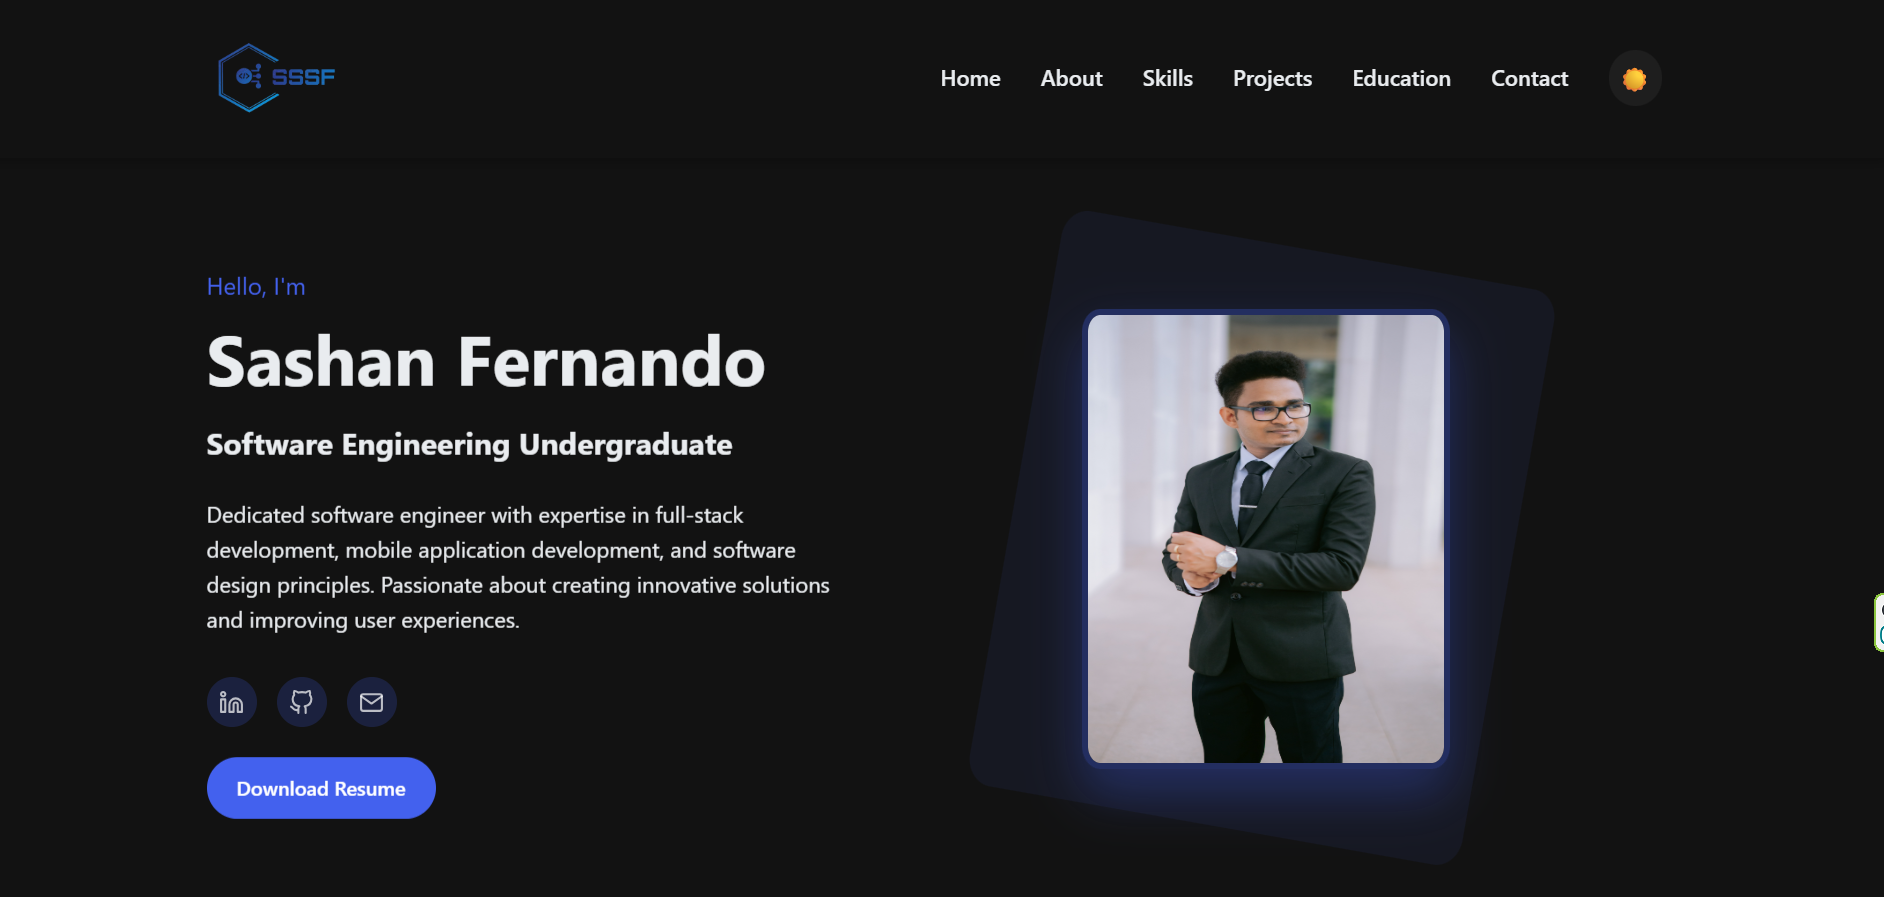 SSSF
Home About Skills Projects Education Contact
Hello, I'm
Sashan Fernando
Software Engineering Undergraduate
Dedicated software engineer with expertise in full-stack
development, mobile application development, and software
design principles. Passionate about creating innovative solutions
and improving user experiences.
in
Download Resume